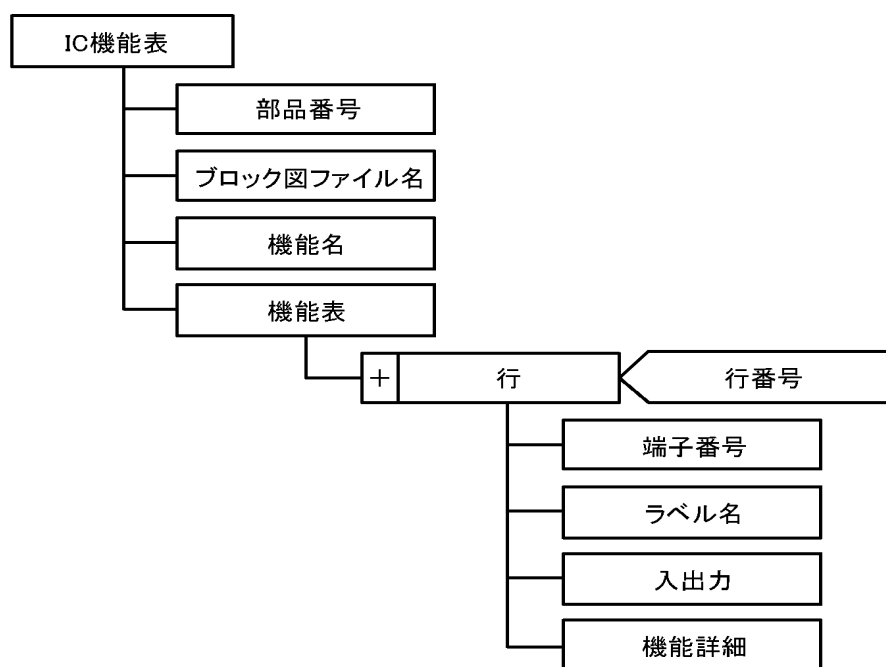 IC機能表
部品番号
ブロック図ファイル名
機能名
機能表
+ 行 行番号
端子番号
ラベル名
入出力
機能詳細